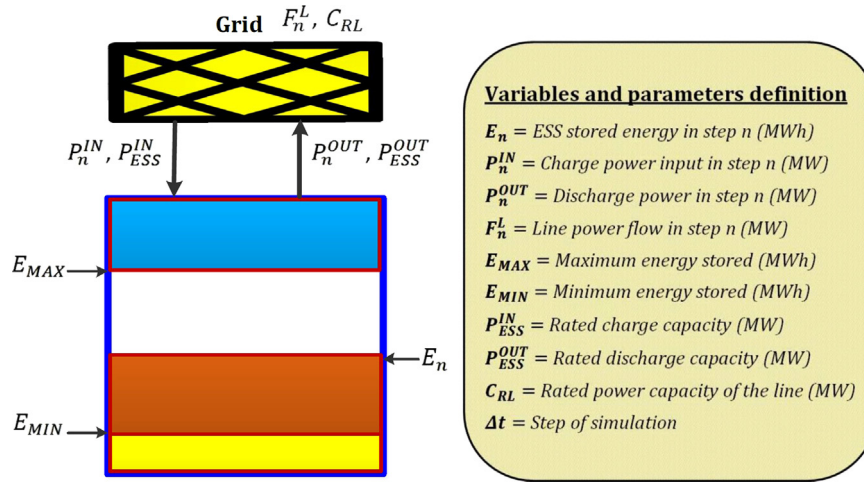 Grid
F_n^L, C_RL
P_n^IN, P_ESS^IN
P_n^OUT, P_ESS^OUT
E_MAX
E_n
E_MIN
Variables and parameters definition
E_n = ESS stored energy in step n (MWh)
P_n^IN = Charge power input in step n (MW)
P_n^OUT = Discharge power in step n (MW)
F_n^L = Line power flow in step n (MW)
E_MAX = Maximum energy stored (MWh)
E_MIN = Minimum energy stored (MWh)
P_ESS^IN = Rated charge capacity (MW)
P_ESS^OUT = Rated discharge capacity (MW)
C_RL = Rated power capacity of the line (MW)
Δt = Step of simulation